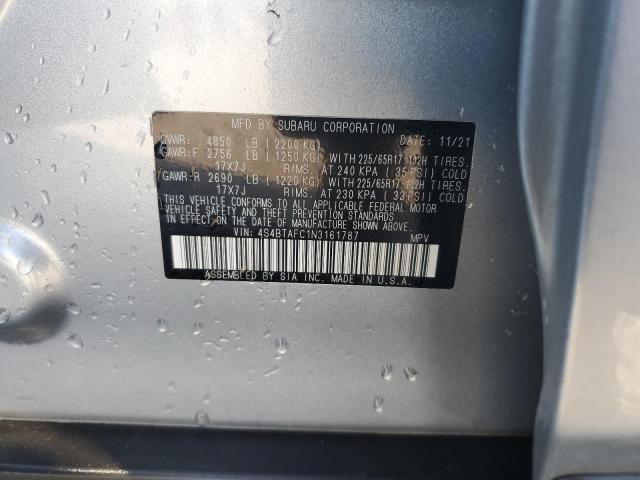 MFD BY SUBARU CORPORATION
DATE: 11/21
GVWR: 4850 LB (2200 KG)
GAWR:F 2756 LB (1250 KG) WITH 225/65R17 102H TIRES.
17X7J RIMS. AT 240 KPA (35 PSI) COLD
GAWR:R 2690 LB (1220 KG) WITH 225/65R17 102H TIRES.
17X7J RIMS. AT 230 KPA (33 PSI) COLD
THIS VEHICLE CONFORMS TO ALL APPLICABLE FEDERAL MOTOR
VEHICLE SAFETY AND THEFT PREVENTION STANDARDS
IN EFFECT ON THE DATE OF MANUFACTURE SHOWN ABOVE.
VIN: 4S4BTAFC1N3161787 MPV
ASSEMBLED BY SIA INC. MADE IN U.S.A.